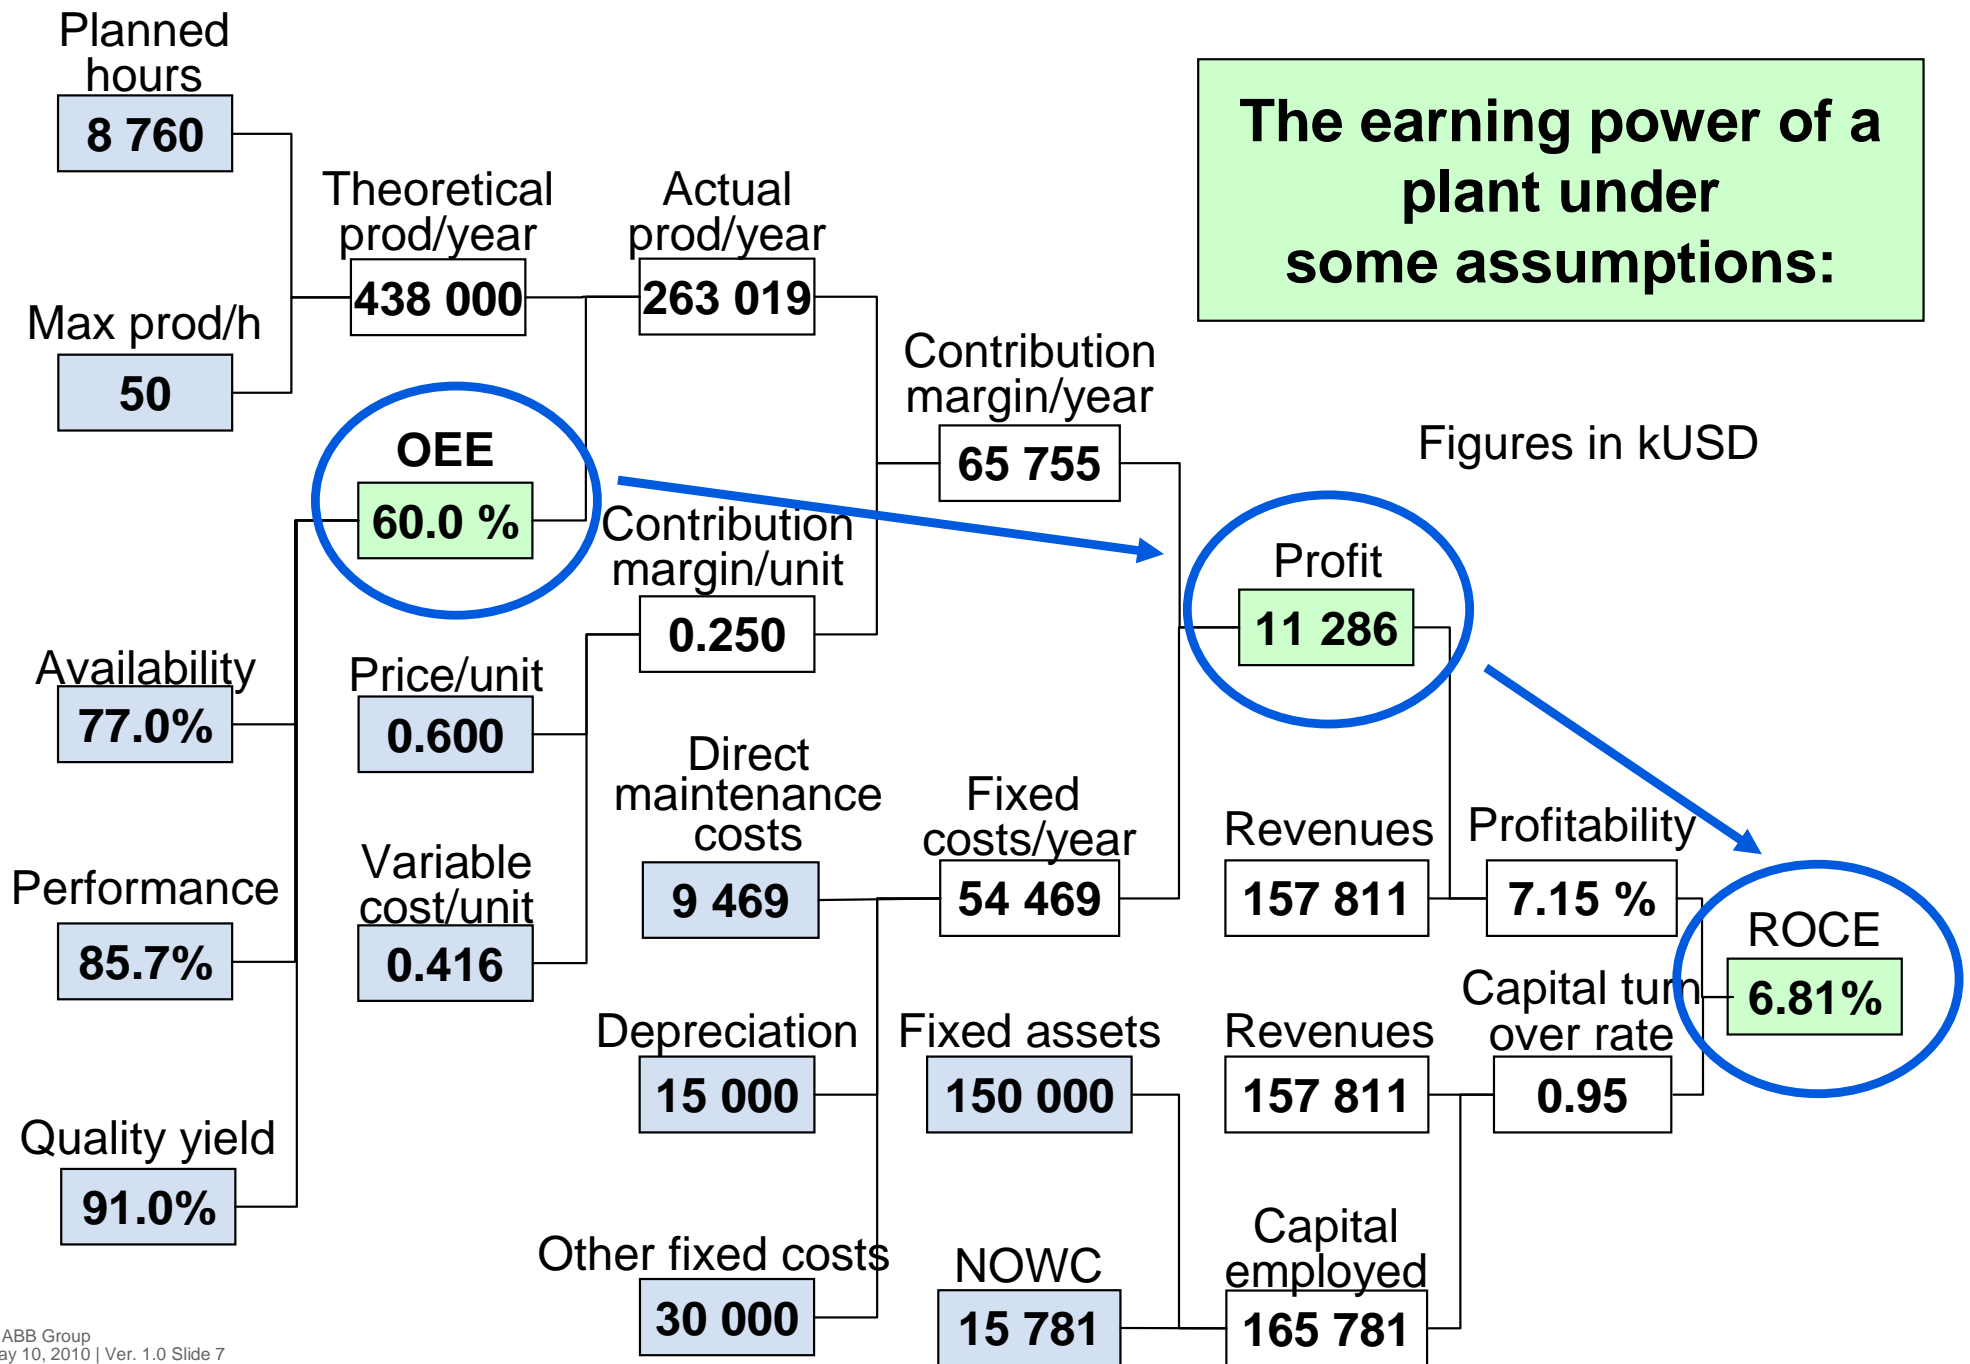 Planned
hours
8 760
Max prod/h
50
Theoretical
prod/year
438 000
Actual
prod/year
263 019
The earning power of a
plant under
some assumptions:
Figures in kUSD
OEE
60.0 %
Contribution
margin/year
65 755
Contribution
margin/unit
0.250
Profit
11 286
Availability
77.0%
Price/unit
0.600
Performance
85.7%
Variable
cost/unit
0.416
Direct
maintenance
costs
9 469
Fixed
costs/year
54 469
Revenues
157 811
Profitability
7.15 %
ROCE
6.81%
Quality yield
91.0%
Depreciation
15 000
Fixed assets
150 000
Revenues
157 811
Capital turn
over rate
0.95
Other fixed costs
30 000
NOWC
15 781
Capital
employed
165 781
ABB Group
ay 10, 2010 | Ver. 1.0 Slide 7